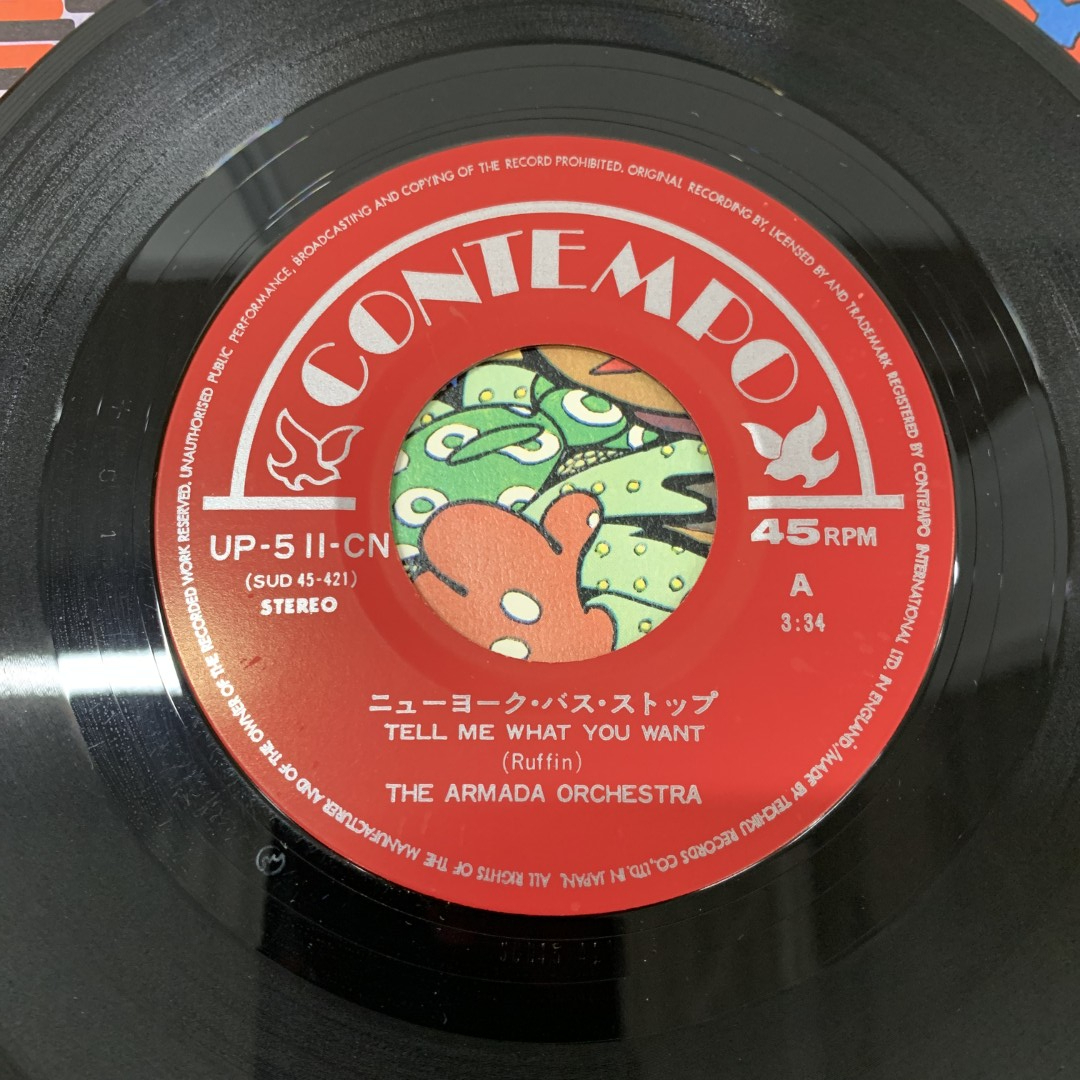 UNAUTHORISED PUBLIC PERFORMANCE, BROADCASTING AND COPYING OF THE RECORD PROHIBITED. ORIGINAL RECORDING BY, LICENSED BY AND TRADEMARK REGISTERED BY CONTEMPO INTERNATIONAL LTD. IN ENGLAND./MADE BY TEICHIKU RECORDS CO., LTD. IN JAPAN. ALL RIGHTS OF THE MANUFACTURER AND OF THE OWNER OF THE RECORDED WORK RESERVED.
CONTEMPO
UP-511-CN
(SUD 45-421)
STEREO
45 RPM
A
3:34
ニューヨーク・バス・ストップ
TELL ME WHAT YOU WANT
(Ruffin)
THE ARMADA ORCHESTRA